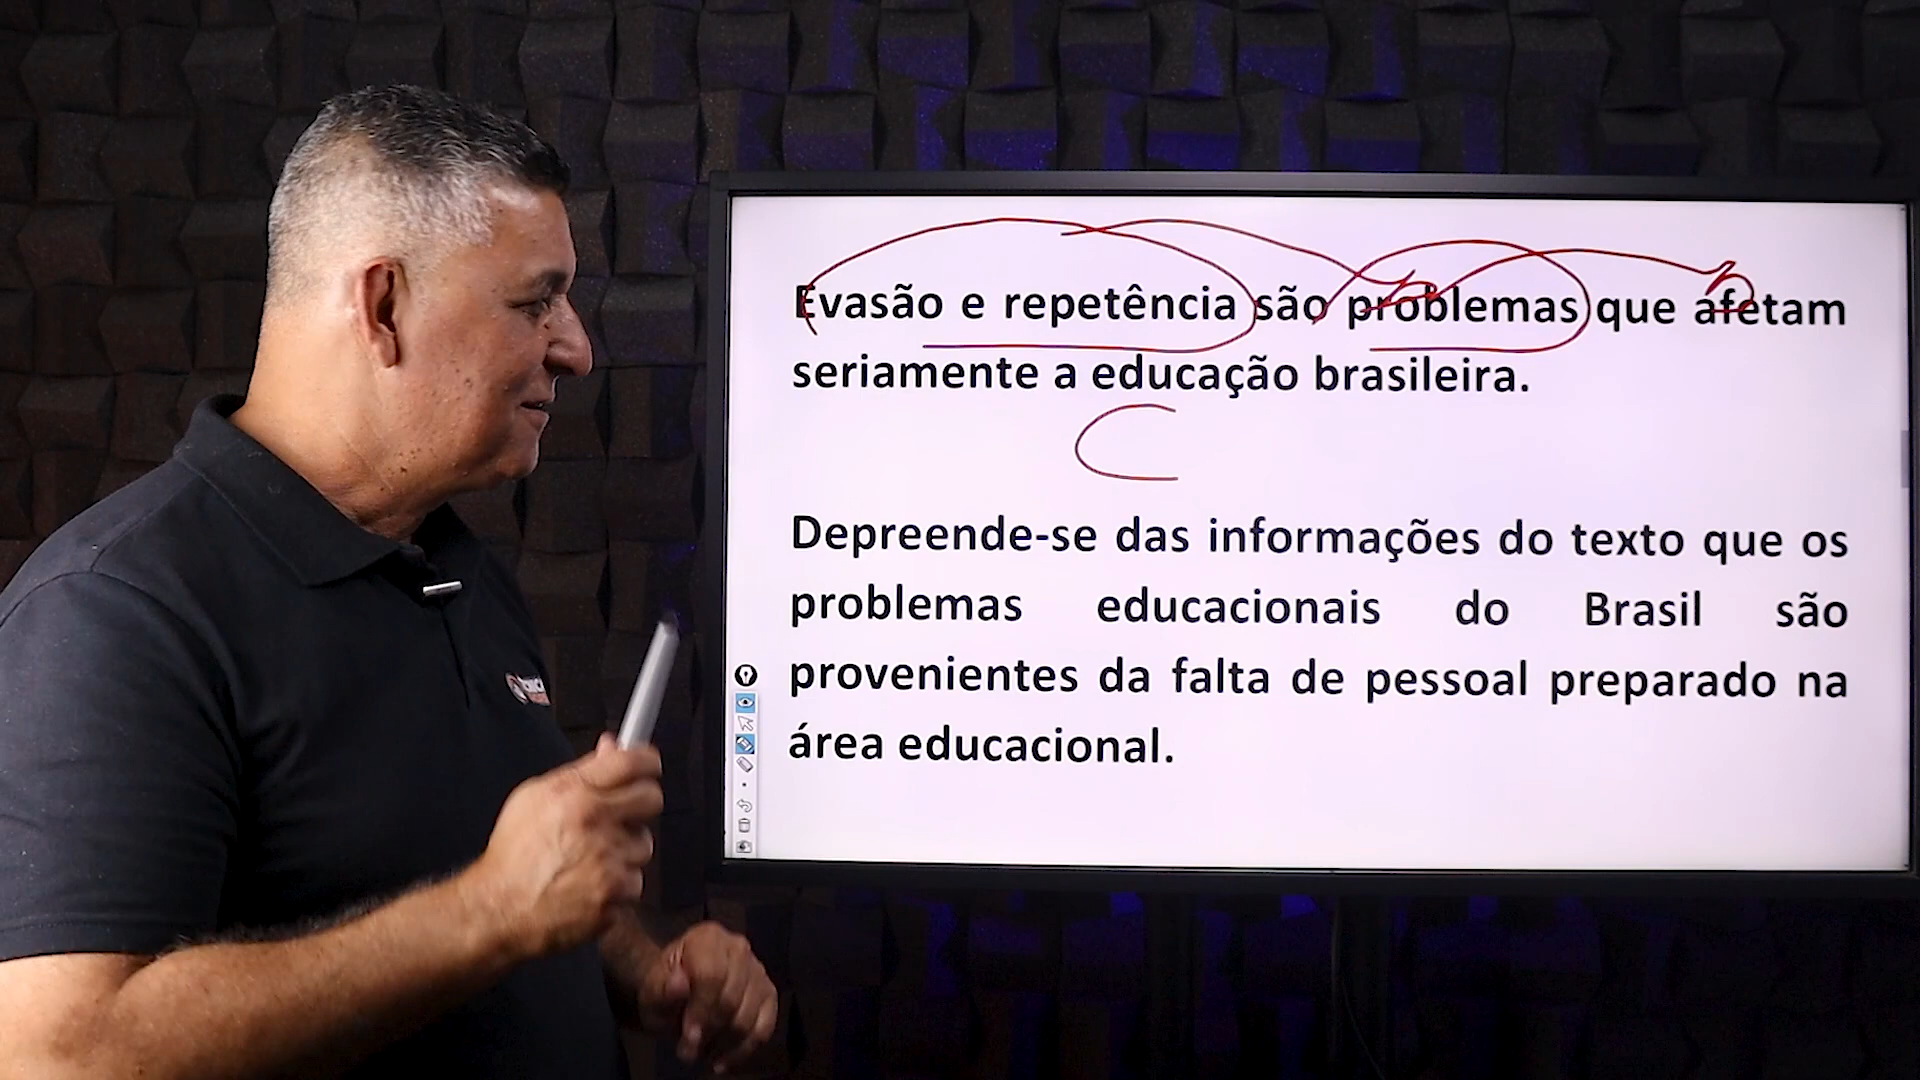 Evasão e repetência são problemas que afetam
seriamente a educação brasileira.
C
Depreende-se das informações do texto que os
problemas educacionais do Brasil são
provenientes da falta de pessoal preparado na
área educacional.